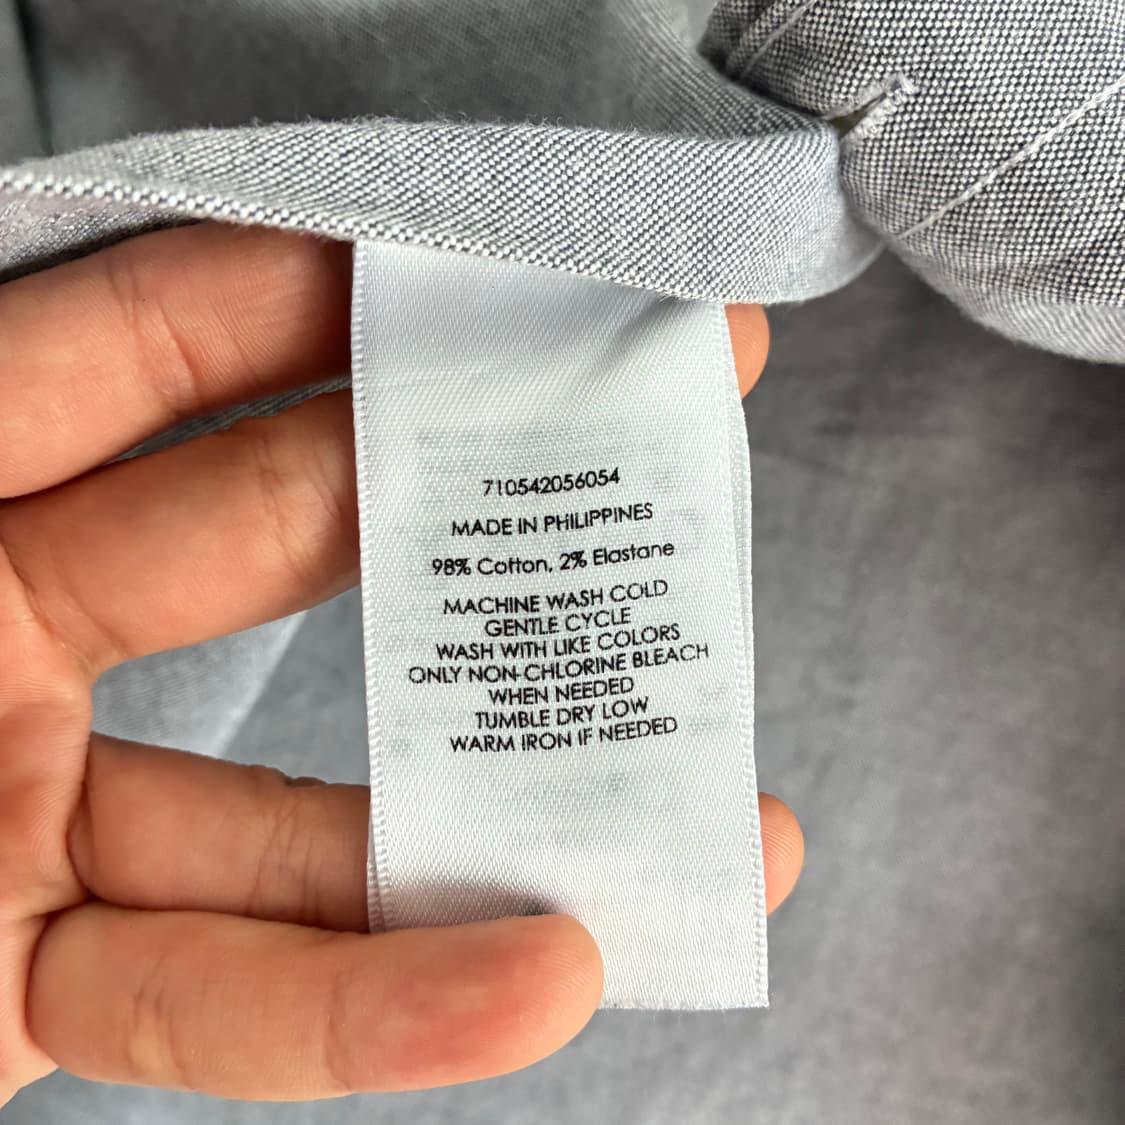 710542056054
MADE IN PHILIPPINES
98% Cotton, 2% Elastane
MACHINE WASH COLD
GENTLE CYCLE
WASH WITH LIKE COLORS
ONLY NON-CHLORINE BLEACH
WHEN NEEDED
TUMBLE DRY LOW
WARM IRON IF NEEDED